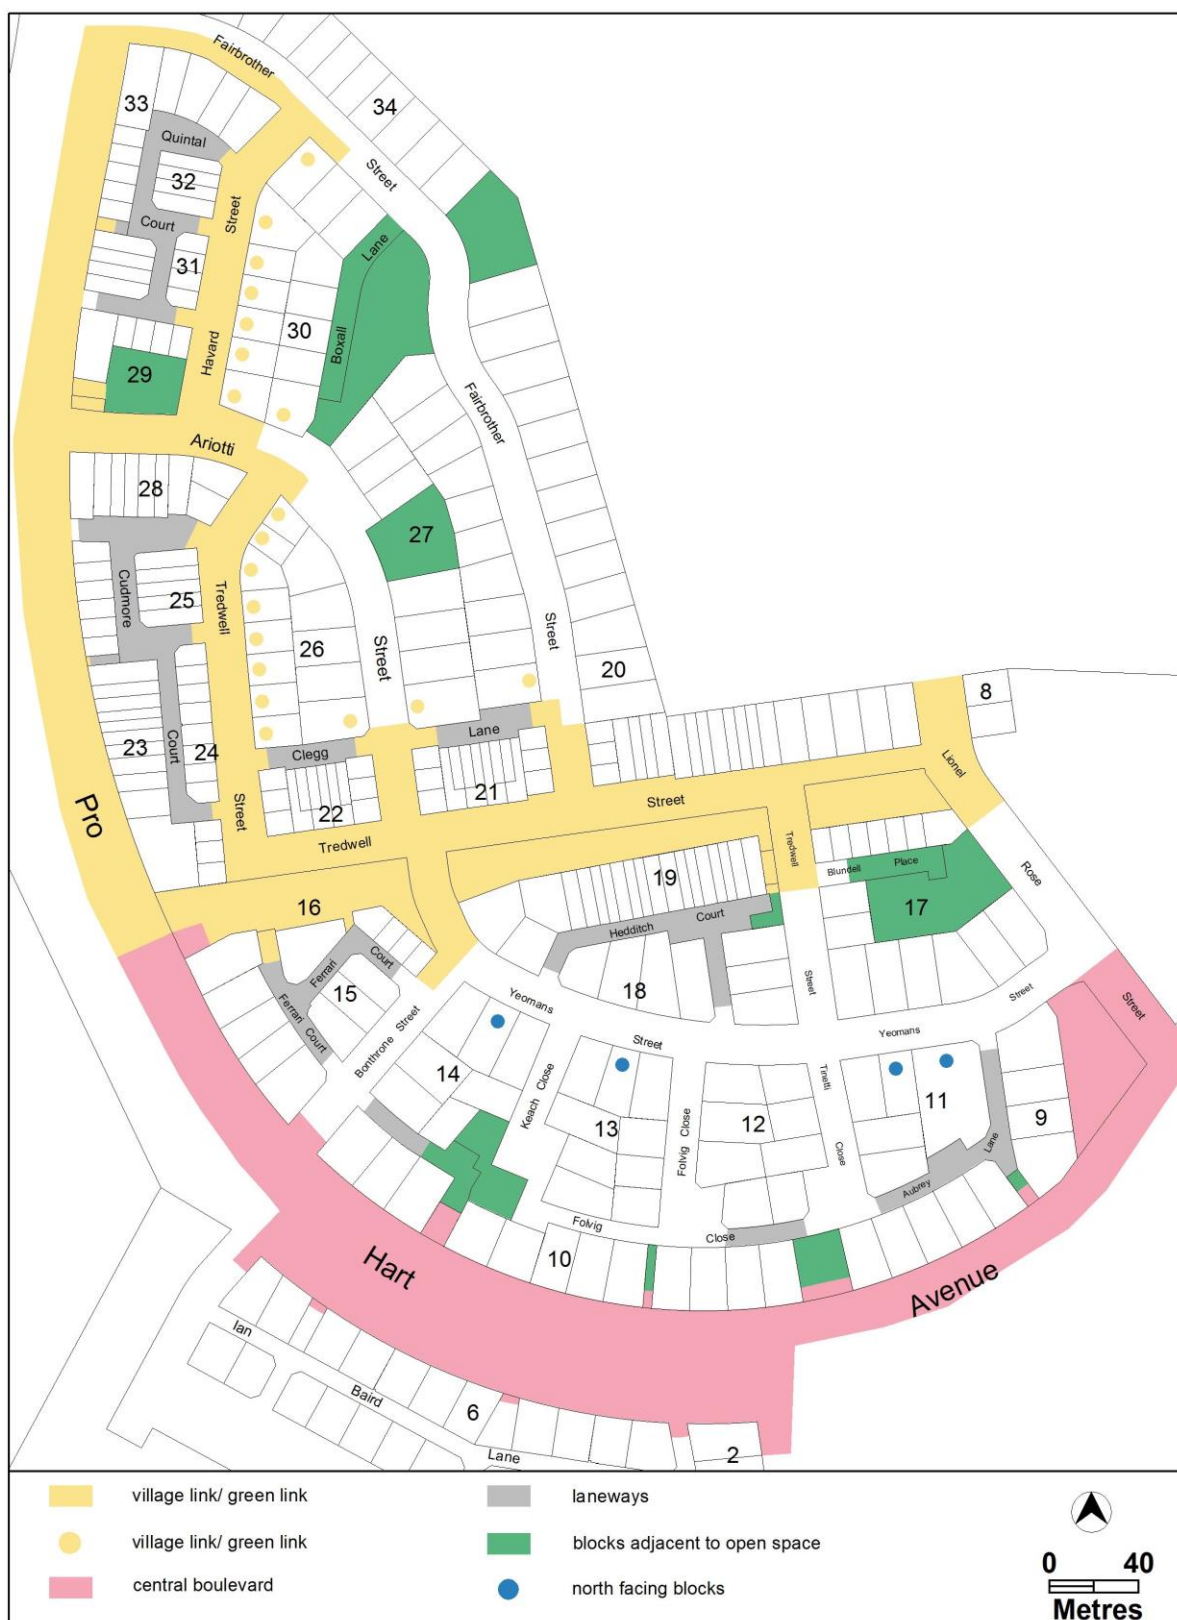 Fairbrother
34
33
Quintal
Street
32
Street
Court
Lane
31
30
Boxall
Havard
29
Fairbrother
Ariotti
28
27
Cudmore
25
Tredwell
Street
Street
26
20
8
Lane
Court
23
24
Clegg
Lionel
21
Pro
Street
22
Street
Tredwell
Tredwell
Place
Blundell
Rose
19
16
17
Court
Hedditch
Court
Ferrari
15
18
Street
Ferrari
Court
Yeomans
Street
Street
Yeomans
Bonthrone Street
Street
14
Keach Close
Tinetti
11
13
Folvig Close
12
9
Close
Lane
Aubrey
Folvig
Close
10
Hart
Avenue
Ian
Baird
6
Lane
2
village link/ green link
laneways
village link/ green link
blocks adjacent to open space
central boulevard
north facing blocks
0 40
Metres